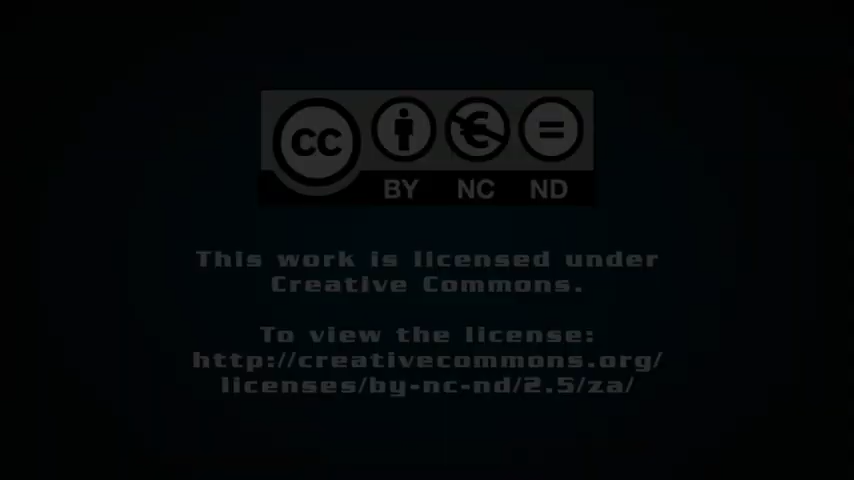 CC
BY NC ND
This work is licensed under
Creative Commons.
To view the license:
http://creativecommons.org/
licenses/by-nc-nd/2.5/za/